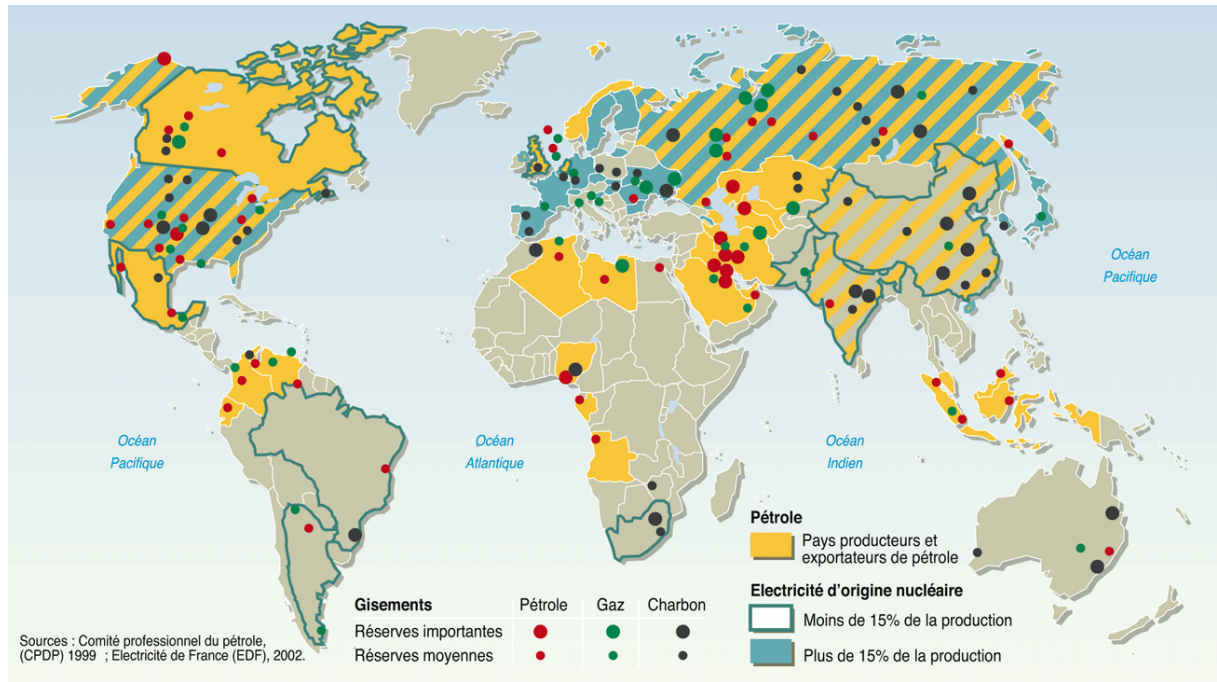 Océan
Pacifique
Océan
Pacifique
Océan
Atlantique
Océan
Indien
Pétrole
Pays producteurs et
exportateurs de pétrole
Electricité d'origine nucléaire
Moins de 15% de la production
Plus de 15% de la production
Gisements Pétrole Gaz Charbon
Réserves importantes
Réserves moyennes
Sources : Comité professionnel du pétrole,
(CPDP) 1999 ; Electricité de France (EDF), 2002.